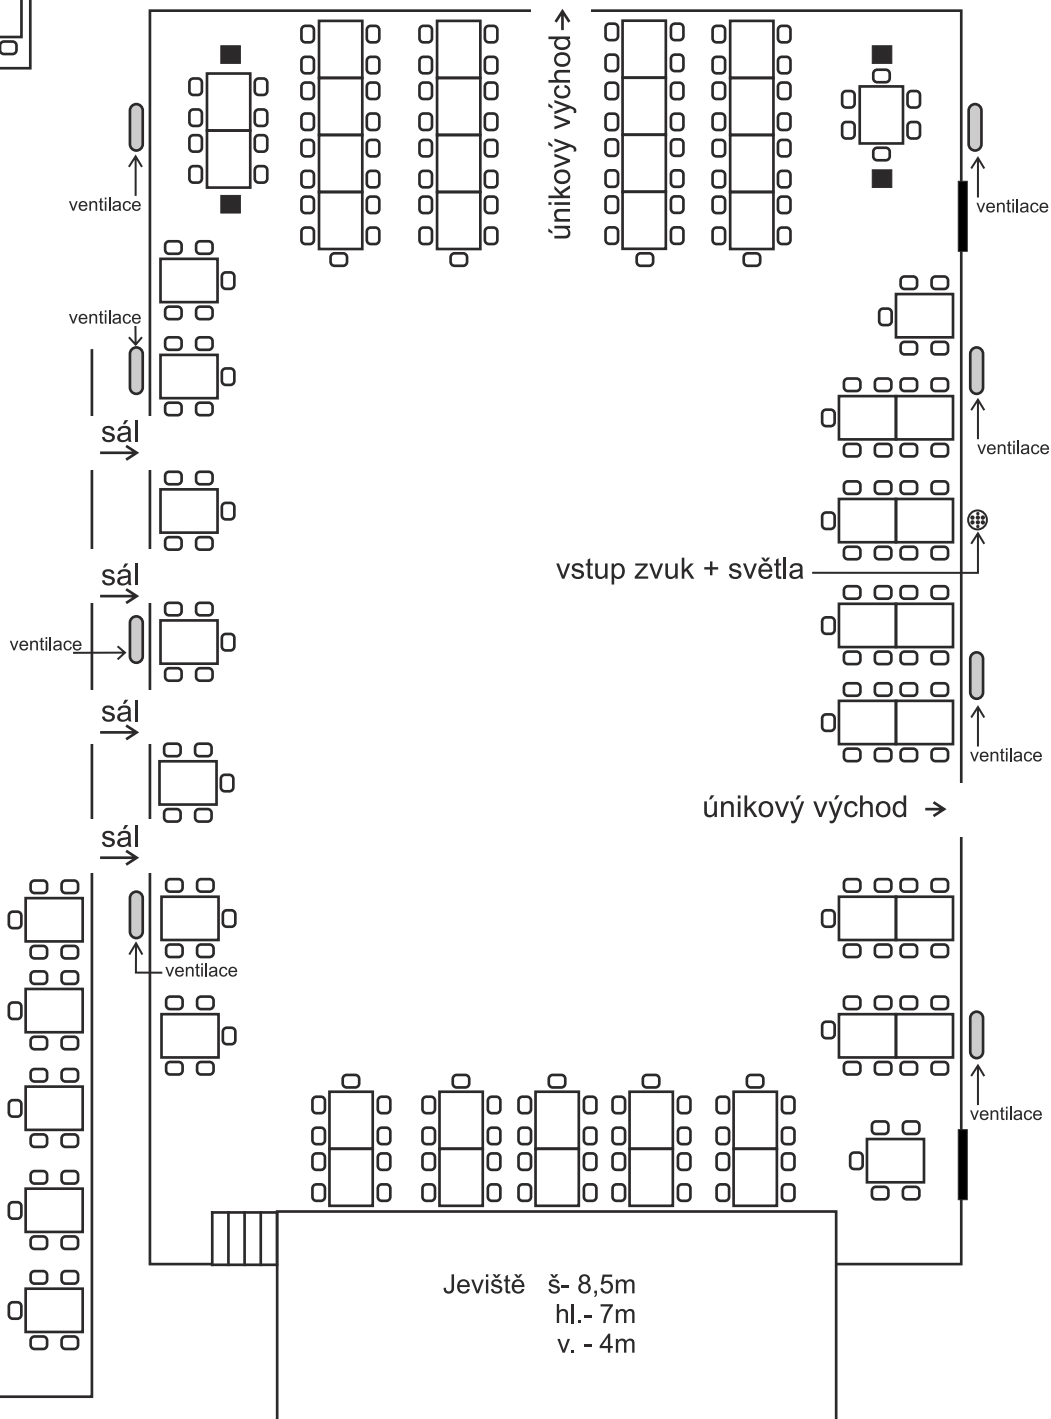 únikový východ
ventilace
ventilace
ventilace
sál
ventilace
vstup zvuk + světla
sál
ventilace
sál
ventilace
únikový východ
sál
ventilace
ventilace
Jeviště š- 8,5m
hl.- 7m
v. - 4m